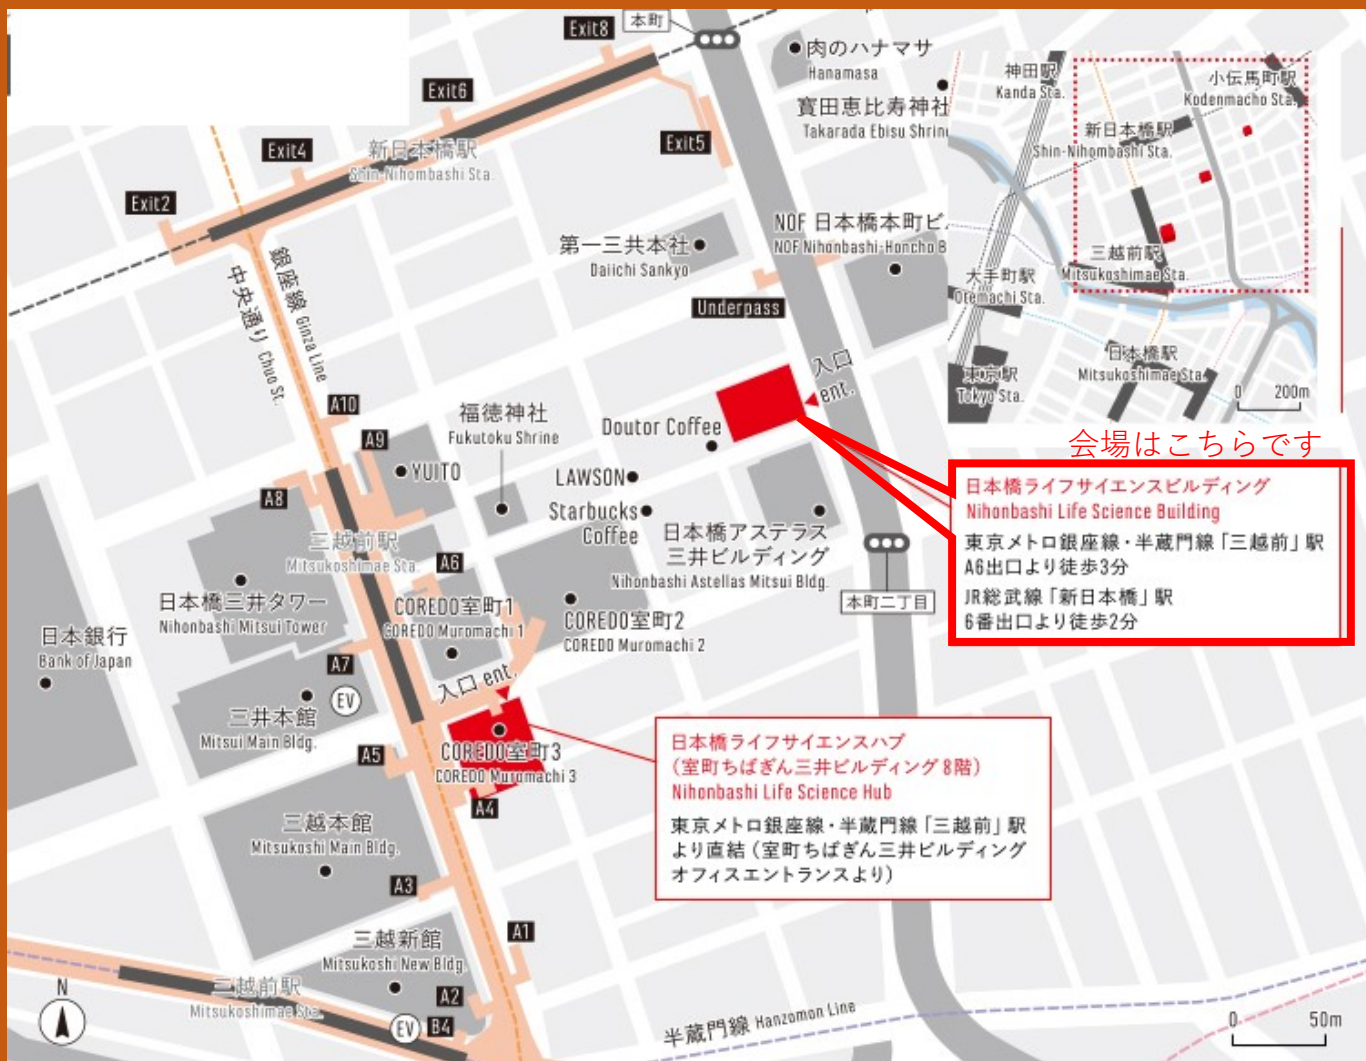 Exit8
本町
肉のハナマサ
Hanamasa
寳田恵比寿神社
Takarada Ebisu Shrin
Exit6
Exit5
Exit4
新日本橋駅
Shin-Nihombashi Sta.
Exit2
神田駅
Kanda Sta.
小伝馬町駅
Kodenmacho Sta.
新日本橋駅
Shin-Nihombashi Sta.
三越前駅
Mitsukoshimae Sta.
大手町駅
Otemachi Sta.
日本橋駅
Mitsukoshimae Sta.
東京駅
Tokyo Sta.
0 200m
第一三共本社
Daiichi Sankyo
NOF 日本橋本町ビ
NOF Nihonbashi-Honcho B
銀座線 Ginza Line
中央通り Chuo St.
Underpass
入口
ent.
A10
A9
福徳神社
Fukutoku Shrine
Doutor Coffee
YUITO
LAWSON
A8
Starbucks
Coffee
日本橋アステラス
三井ビルディング
Nihonbashi Astellas Mitsui Bldg.
会場はこちらです
日本橋ライフサイエンスビルディング
Nihonbashi Life Science Building
東京メトロ銀座線・半蔵門線「三越前」駅
A6出口より徒歩3分
JR総武線「新日本橋」駅
6番出口より徒歩2分
三越前駅
Mitsukoshimae Sta.
A6
日本橋三井タワー
Nihonbashi Mitsui Tower
COREDO室町1
COREDO Muromachi 1
COREDO室町2
COREDO Muromachi 2
本町二丁目
日本銀行
Bank of Japan
A7
EV
入口 ent.
三井本館
Mitsui Main Bldg.
A5
COREDO室町3
COREDO Muromachi 3
A4
日本橋ライフサイエンスハブ
(室町ちばぎん三井ビルディング8階)
Nihonbashi Life Science Hub
東京メトロ銀座線・半蔵門線「三越前」駅
より直結(室町ちばぎん三井ビルディング
オフィスエントランスより)
三越本館
Mitsukoshi Main Bldg.
A3
A1
三越新館
Mitsukoshi New Bldg.
三越前駅
Mitsukoshimae Sta.
A2
EV
B4
N
半蔵門線 Hanzomon Line
0 50m